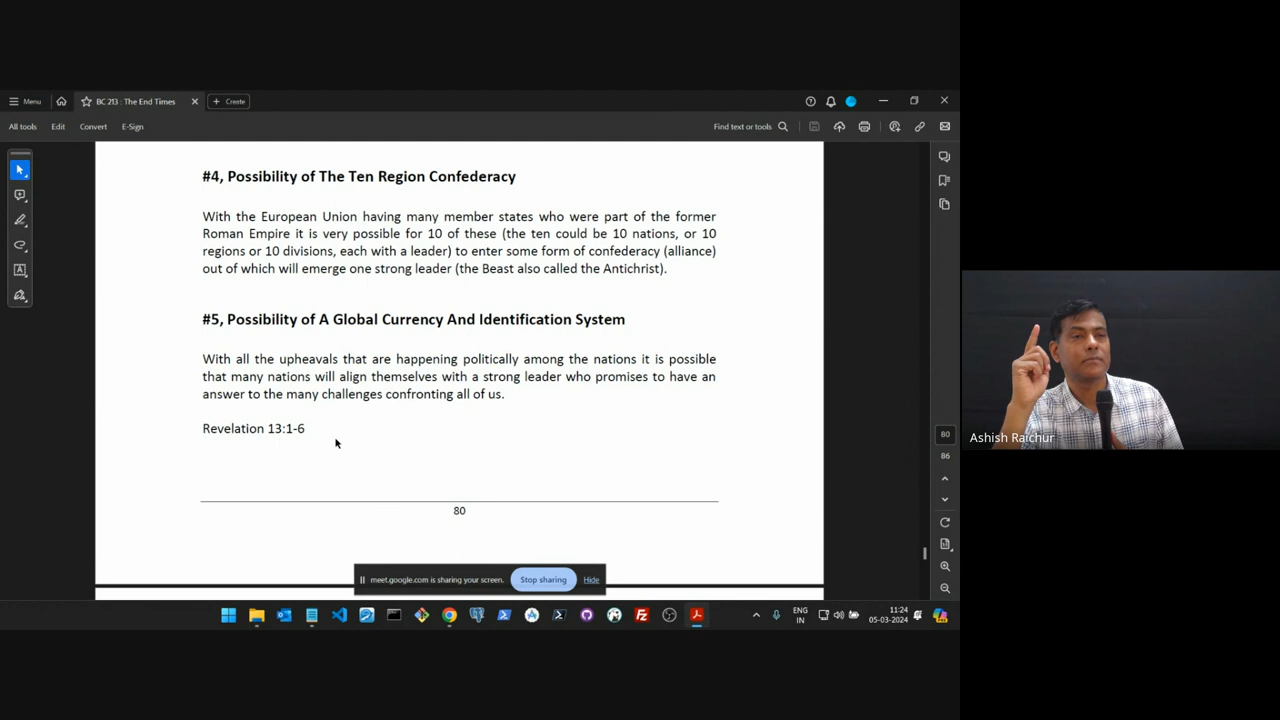 Menu
BC 213 : The End Times
Create
All tools
Edit
Convert
E-Sign
Find text or tools
#4, Possibility of The Ten Region Confederacy
With the European Union having many member states who were part of the former
Roman Empire it is very possible for 10 of these (the ten could be 10 nations, or 10
regions or 10 divisions, each with a leader) to enter some form of confederacy (alliance)
out of which will emerge one strong leader (the Beast also called the Antichrist).
#5, Possibility of A Global Currency And Identification System
With all the upheavals that are happening politically among the nations it is possible
that many nations will align themselves with a strong leader who promises to have an
answer to the many challenges confronting all of us.
Revelation 13:1-6
80
80
86
Ashish Raichur
meet.google.com is sharing your screen.
Stop sharing
Hide
ENG
IN
11:24
05-03-2024